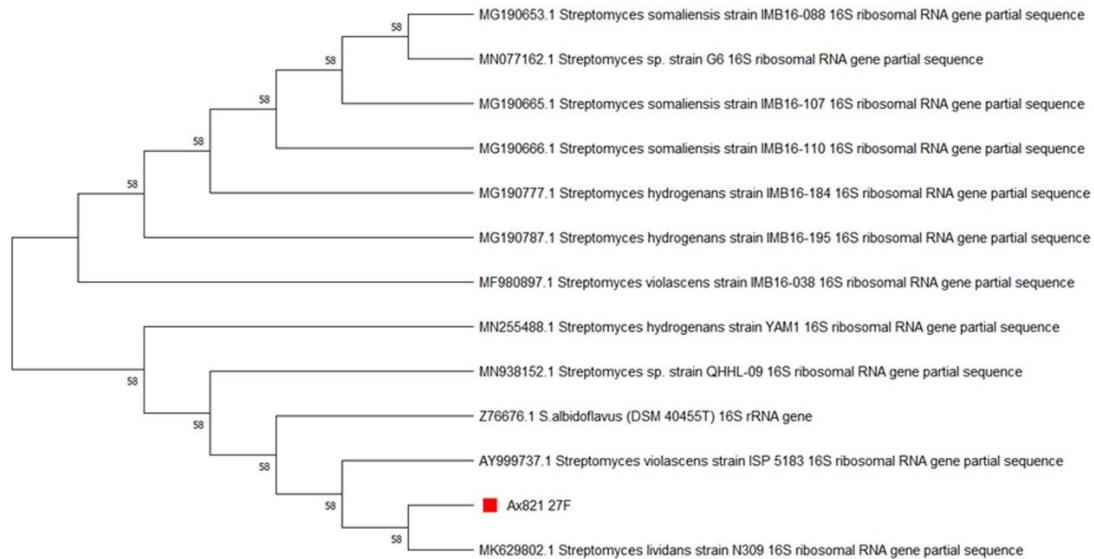 58
MG190653.1 Streptomyces somaliensis strain IMB16-088 16S ribosomal RNA gene partial sequence
58
MN077162.1 Streptomyces sp. strain G6 16S ribosomal RNA gene partial sequence
58
MG190665.1 Streptomyces somaliensis strain IMB16-107 16S ribosomal RNA gene partial sequence
58
MG190666.1 Streptomyces somaliensis strain IMB16-110 16S ribosomal RNA gene partial sequence
58
MG190777.1 Streptomyces hydrogenans strain IMB16-184 16S ribosomal RNA gene partial sequence
MG190787.1 Streptomyces hydrogenans strain IMB16-195 16S ribosomal RNA gene partial sequence
MF980897.1 Streptomyces violascens strain IMB16-038 16S ribosomal RNA gene partial sequence
MN255488.1 Streptomyces hydrogenans strain YAM1 16S ribosomal RNA gene partial sequence
58
MN938152.1 Streptomyces sp. strain QHHL-09 16S ribosomal RNA gene partial sequence
58
Z76676.1 S.albidoflavus (DSM 40455T) 16S rRNA gene
58
AY999737.1 Streptomyces violascens strain ISP 5183 16S ribosomal RNA gene partial sequence
58
Ax821 27F
58
MK629802.1 Streptomyces lividans strain N309 16S ribosomal RNA gene partial sequence